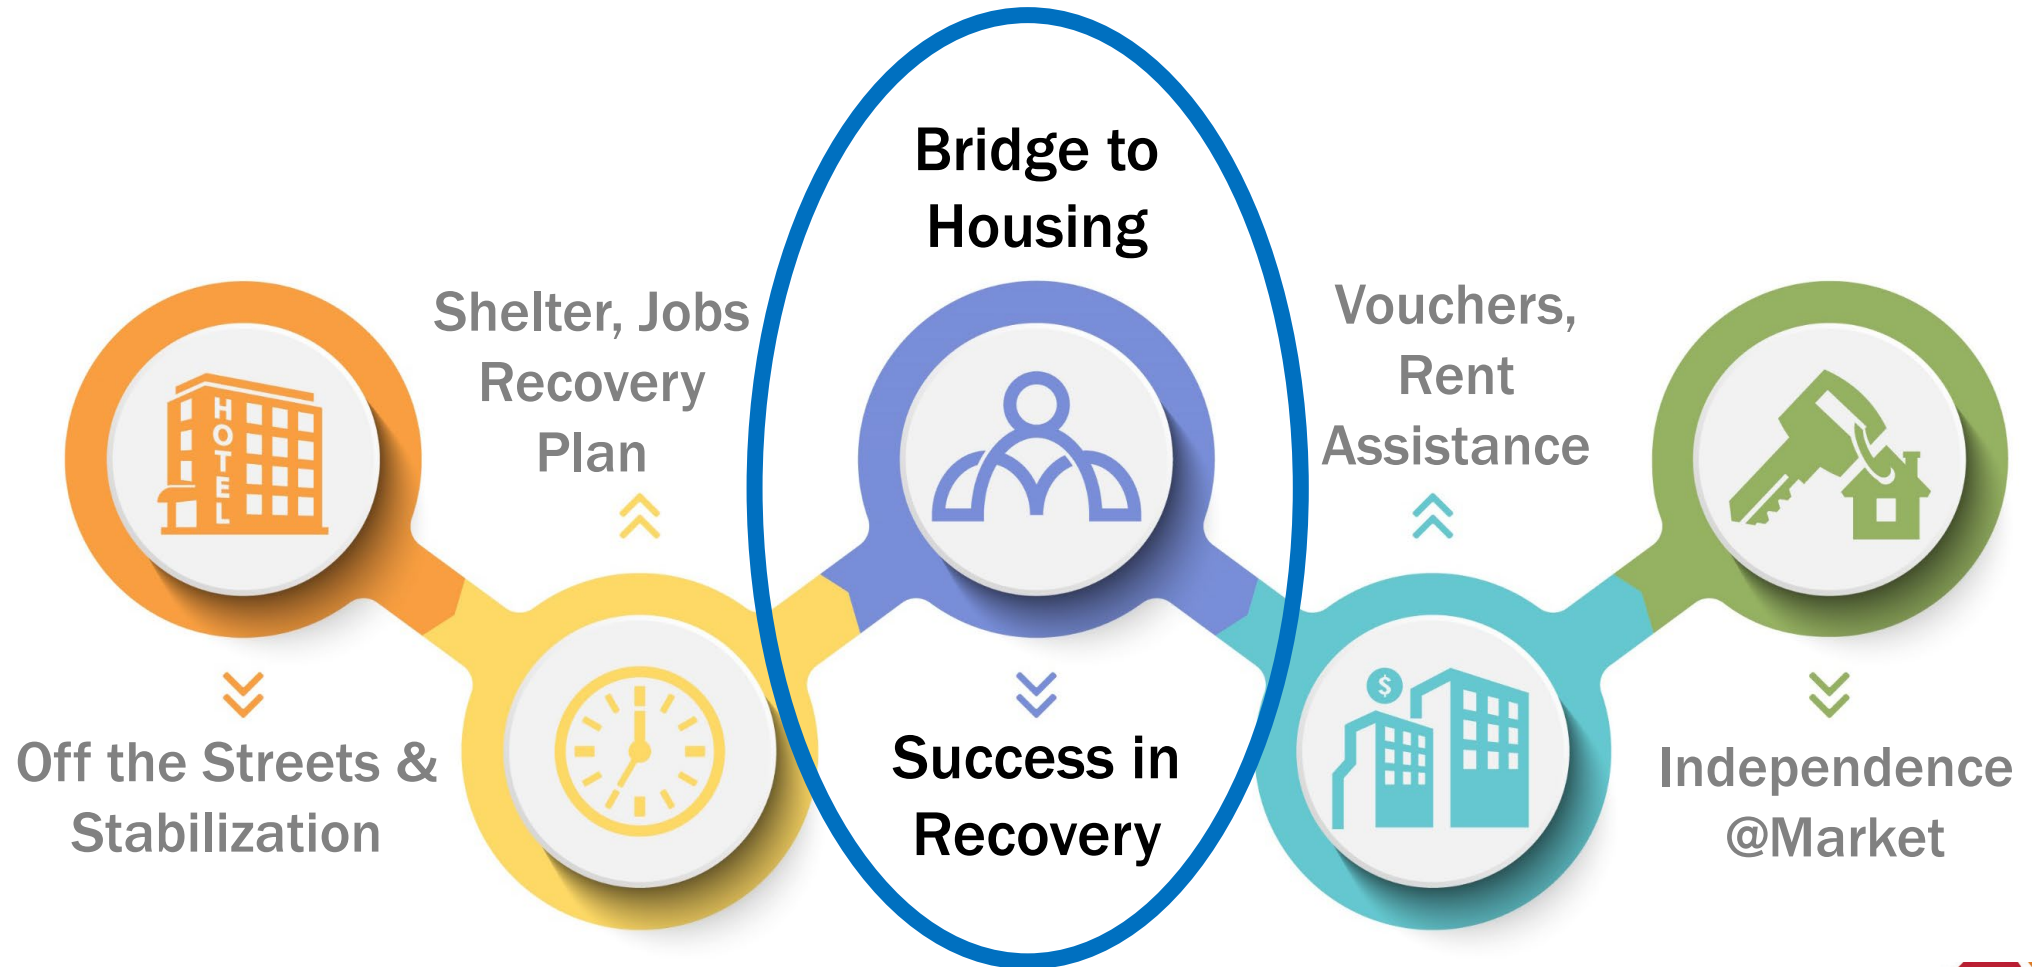 Off the Streets &
Stabilization
HOTEL
Shelter, Jobs
Recovery
Plan
Bridge to
Housing
Success in
Recovery
Vouchers,
Rent
Assistance
$
Independence
@Market